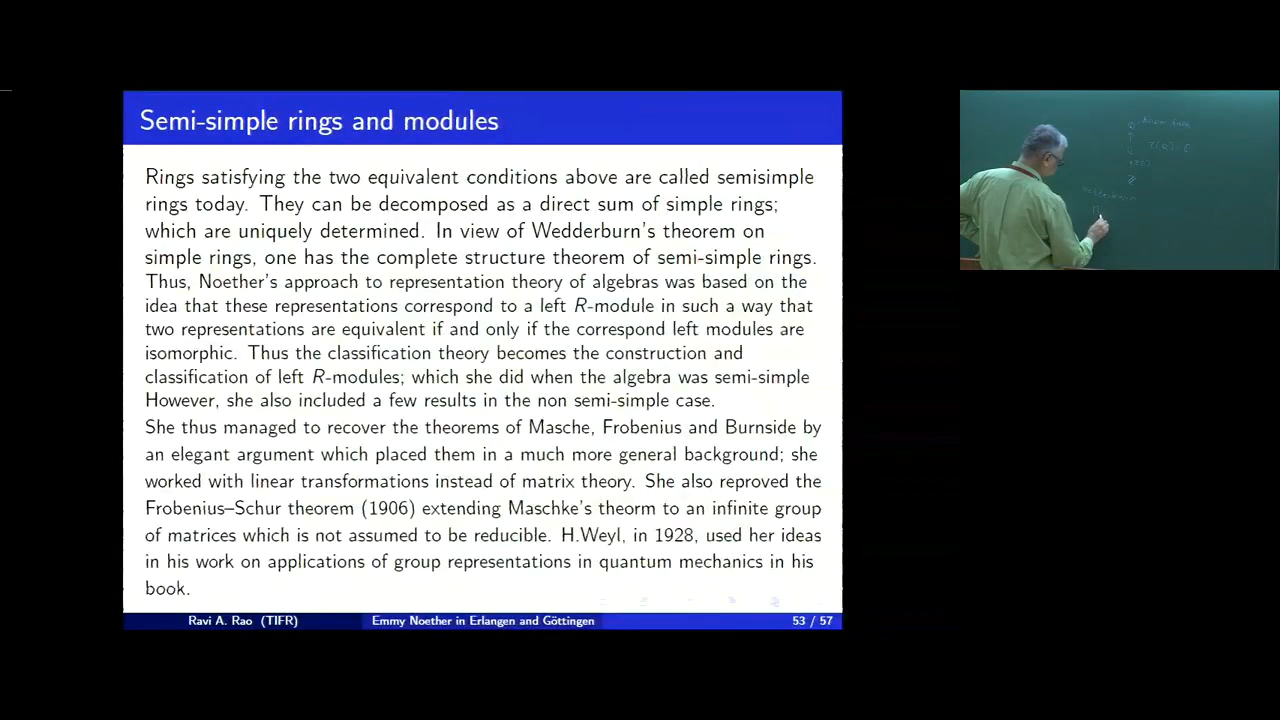 Semi-simple rings and modules
Rings satisfying the two equivalent conditions above are called semisimple
rings today. They can be decomposed as a direct sum of simple rings;
which are uniquely determined. In view of Wedderburn's theorem on
simple rings, one has the complete structure theorem of semi-simple rings.
Thus, Noether's approach to representation theory of algebras was based on the
idea that these representations correspond to a left R-module in such a way that
two representations are equivalent if and only if the correspond left modules are
isomorphic. Thus the classification theory becomes the construction and
classification of left R-modules; which she did when the algebra was semi-simple
However, she also included a few results in the non semi-simple case.
She thus managed to recover the theorems of Masche, Frobenius and Burnside by
an elegant argument which placed them in a much more general background; she
worked with linear transformations instead of matrix theory. She also reproved the
Frobenius–Schur theorem (1906) extending Maschke's theorm to an infinite group
of matrices which is not assumed to be reducible. H.Weyl, in 1928, used her ideas
in his work on applications of group representations in quantum mechanics in his
book.
Ravi A. Rao (TIFR) Emmy Noether in Erlangen and Göttingen 53 / 57